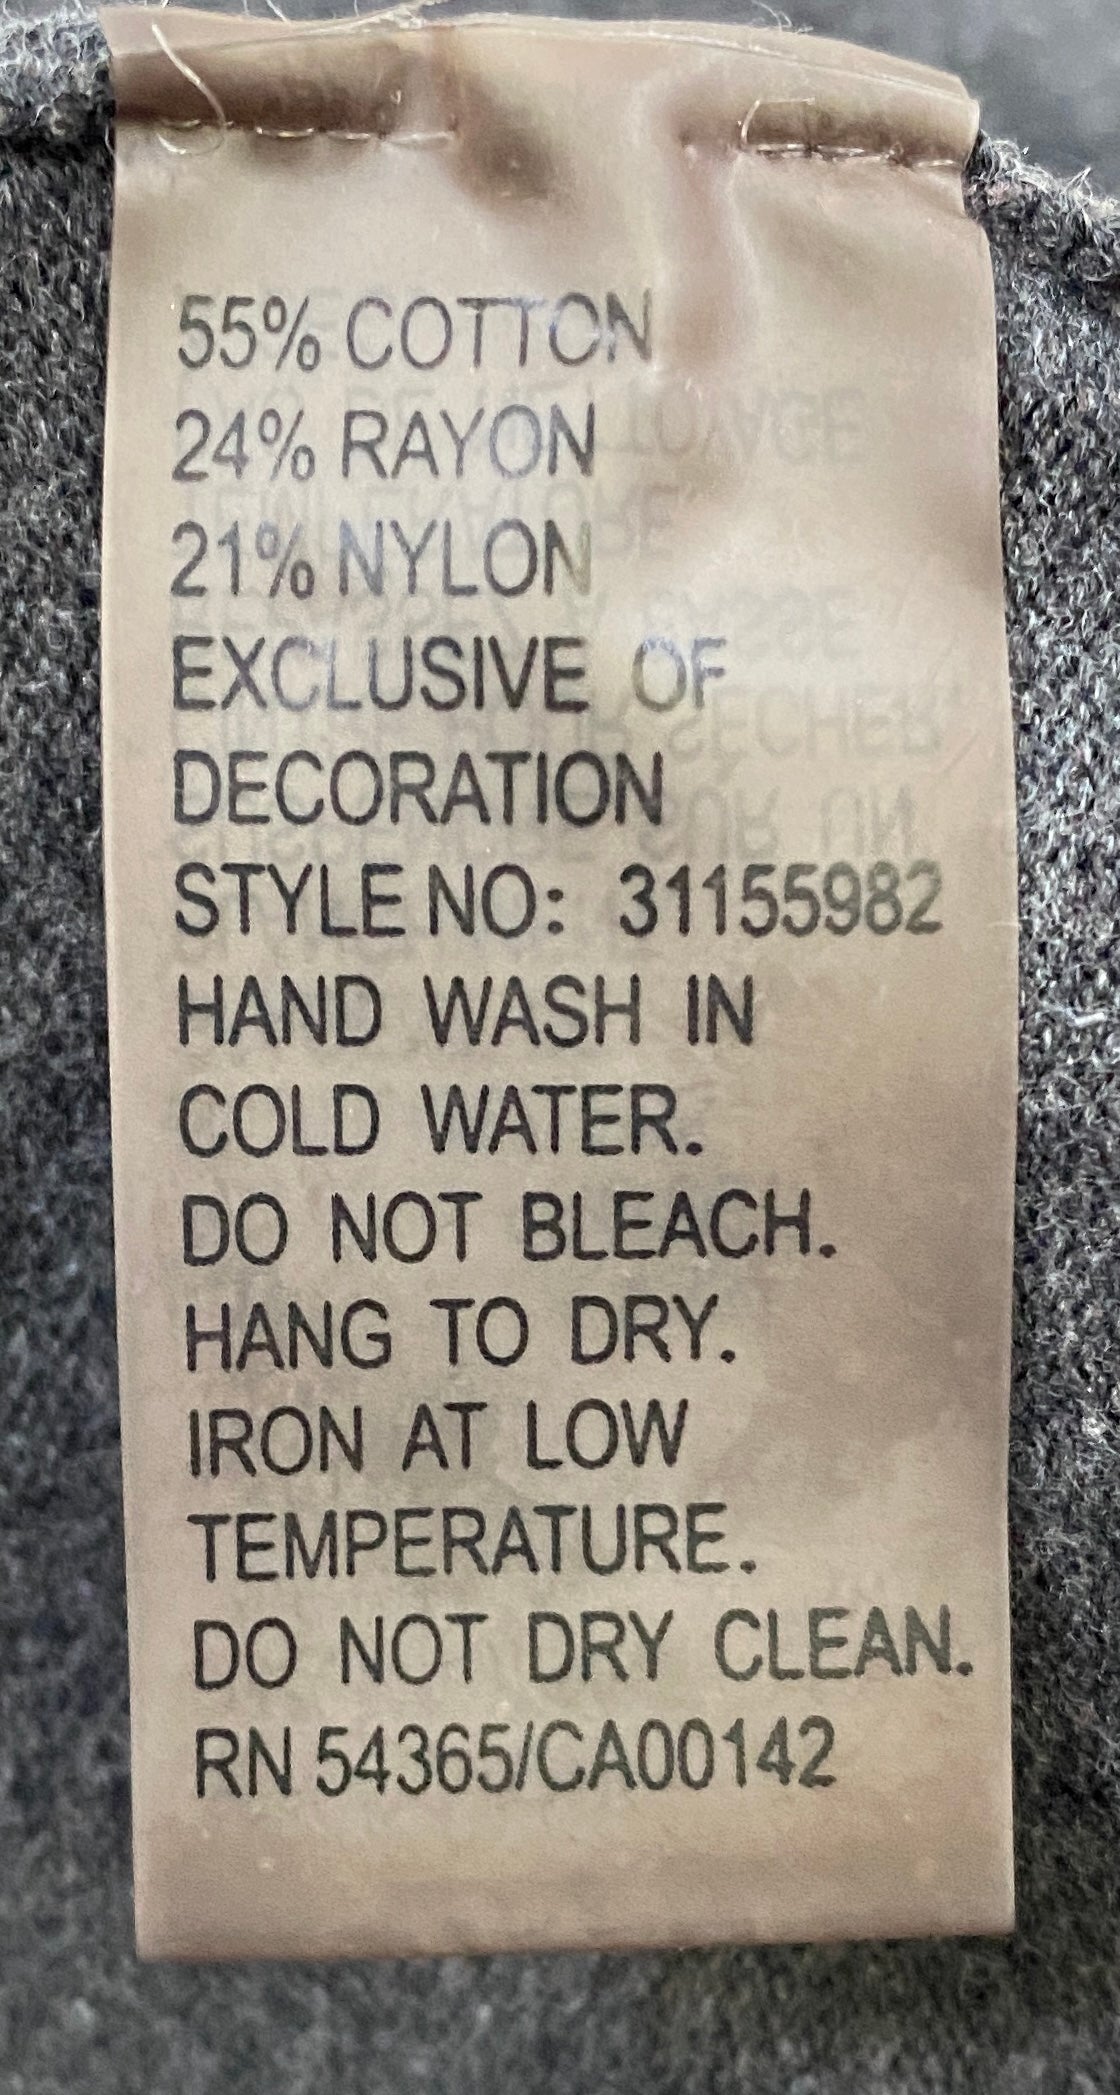 55% COTTON
24% RAYON
21% NYLON
EXCLUSIVE OF
DECORATION
STYLE NO: 31155982
HAND WASH IN
COLD WATER.
DO NOT BLEACH.
HANG TO DRY.
IRON AT LOW
TEMPERATURE.
DO NOT DRY CLEAN.
RN 54365/CA00142